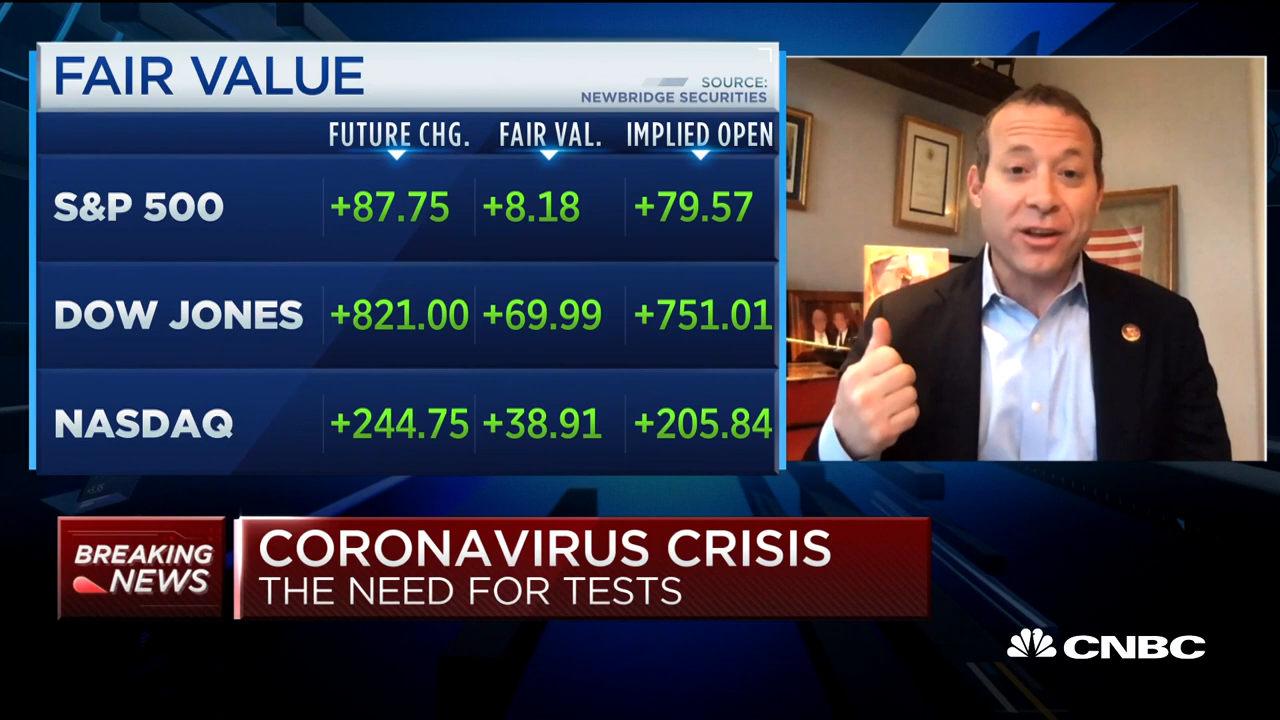 FAIR VALUE
SOURCE:
NEWBRIDGE SECURITIES
FUTURE CHG. FAIR VAL. IMPLIED OPEN
S&P 500 +87.75 +8.18 +79.57
DOW JONES +821.00 +69.99 +751.01
NASDAQ +244.75 +38.91 +205.84
BREAKING NEWS
CORONAVIRUS CRISIS
THE NEED FOR TESTS
CNBC